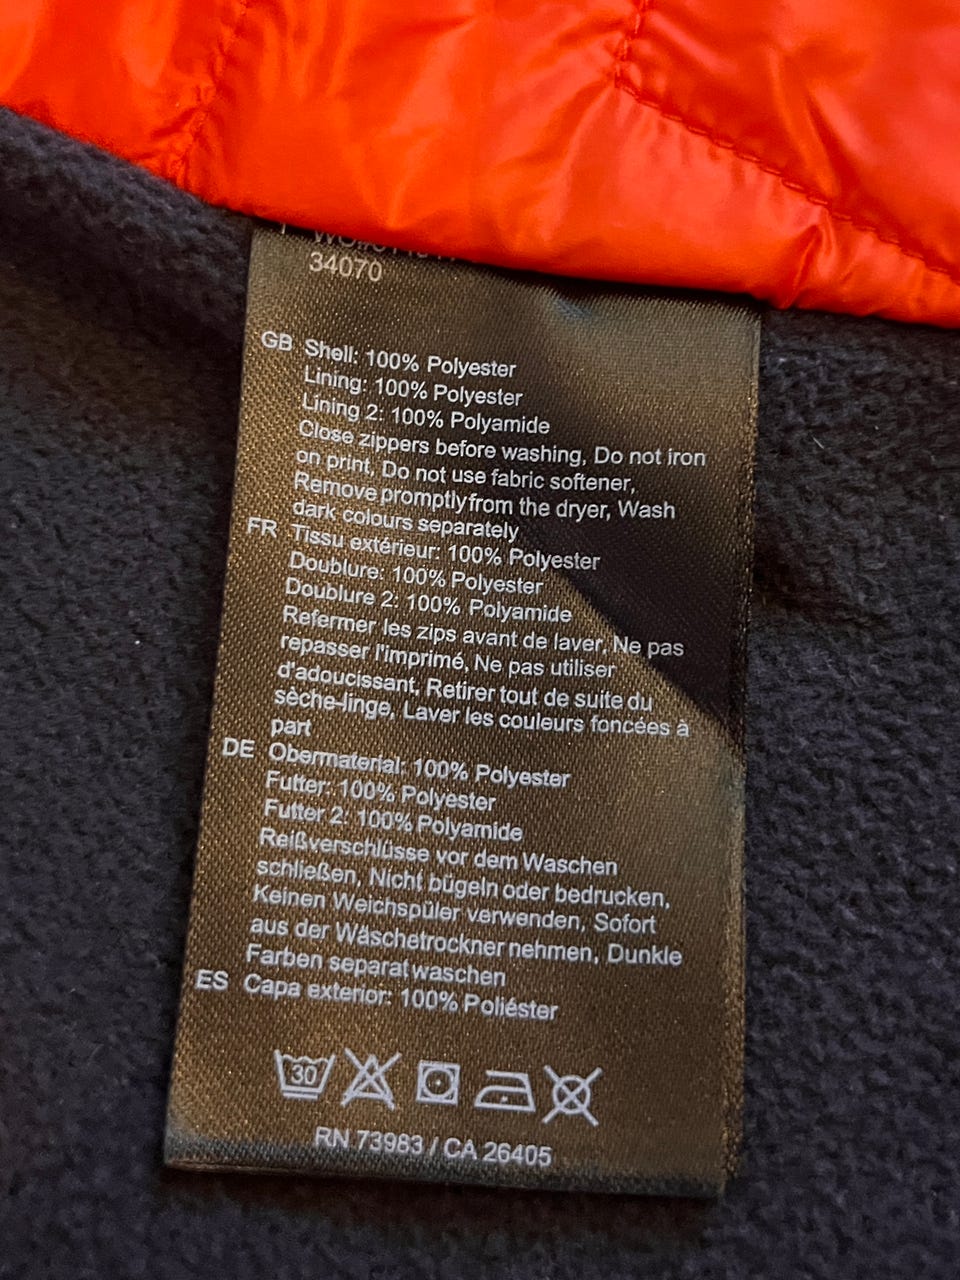 34070
GB Shell: 100% Polyester
Lining: 100% Polyester
Lining 2: 100% Polyamide
Close zippers before washing, Do not iron
on print, Do not use fabric softener,
Remove promptly from the dryer, Wash
dark colours separately
FR Tissu extérieur: 100% Polyester
Doublure: 100% Polyester
Doublure 2: 100% Polyamide
Refermer les zips avant de laver, Ne pas
repasser l'imprimé, Ne pas utiliser
d'adoucissant, Retirer tout de suite du
sèche-linge, Laver les couleurs foncées à
part
DE Obermaterial: 100% Polyester
Futter: 100% Polyester
Futter 2: 100% Polyamide
Reißverschlüsse vor dem Waschen
schließen, Nicht bügeln oder bedrucken,
Keinen Weichspüler verwenden, Sofort
aus der Wäschetrockner nehmen, Dunkle
Farben separat waschen
ES Capa exterior: 100% Poliéster
30
RN 73983 / CA 26405